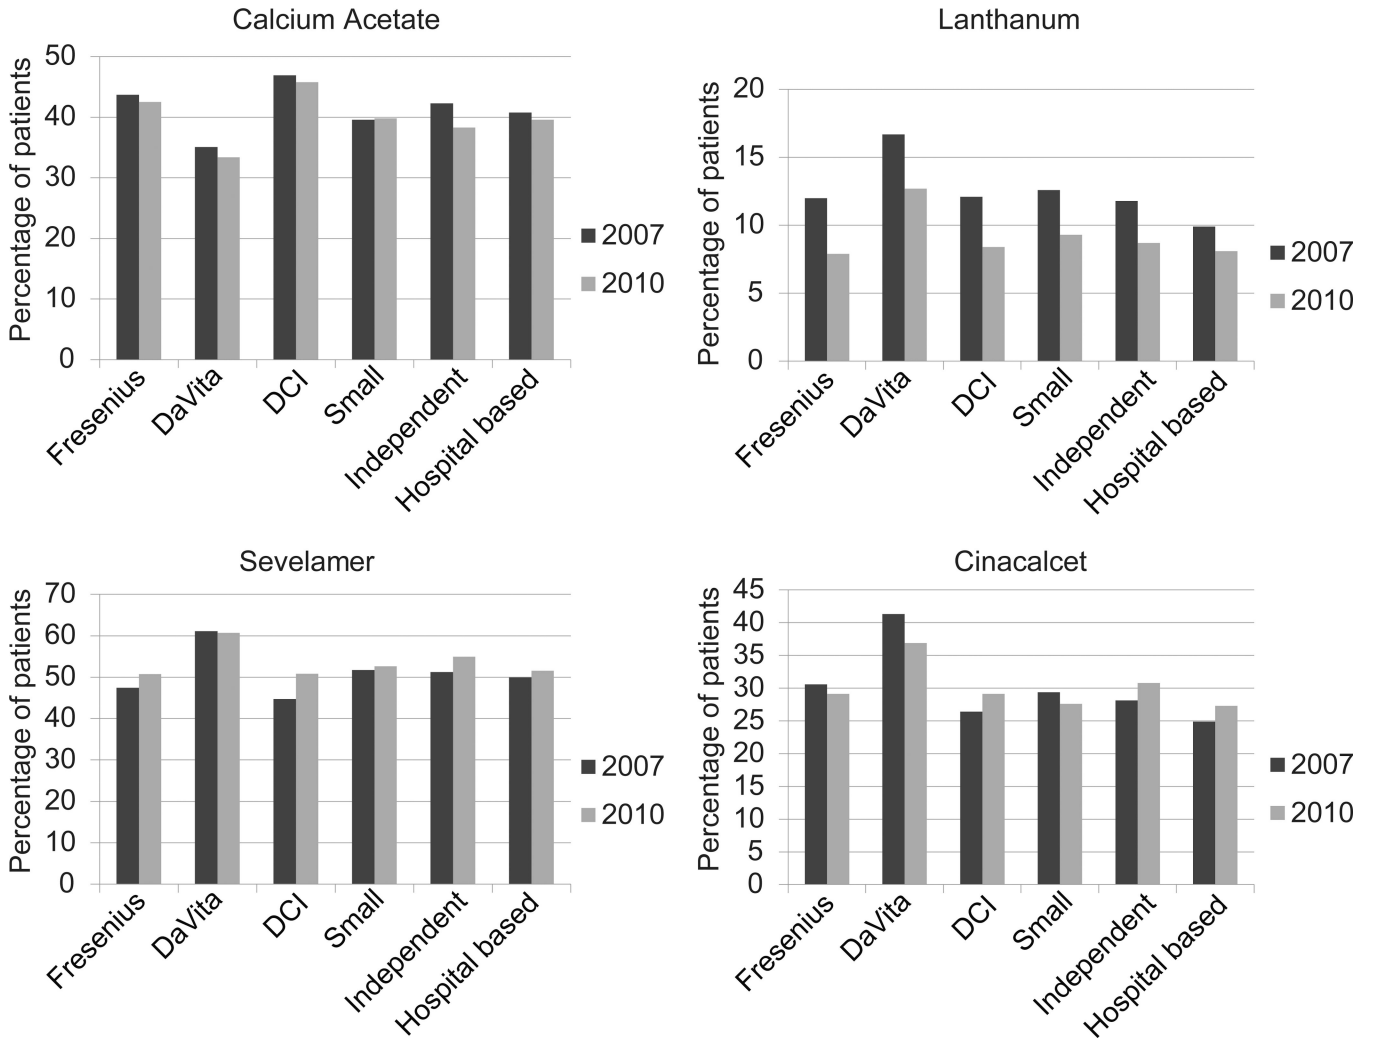 Calcium Acetate
Percentage of patients
50
40
30
20
10
0
Fresenius
DaVita
DCI
Small
Independent
Hospital based
2007
2010
Lanthanum
Percentage of patients
20
15
10
5
0
Fresenius
DaVita
DCI
Small
Independent
Hospital based
2007
2010
Sevelamer
Percentage of patients
70
60
50
40
30
20
10
0
Fresenius
DaVita
DCI
Small
Independent
Hospital based
2007
2010
Cinacalcet
Percentage of patients
45
40
35
30
25
20
15
10
5
0
Fresenius
DaVita
DCI
Small
Independent
Hospital based
2007
2010